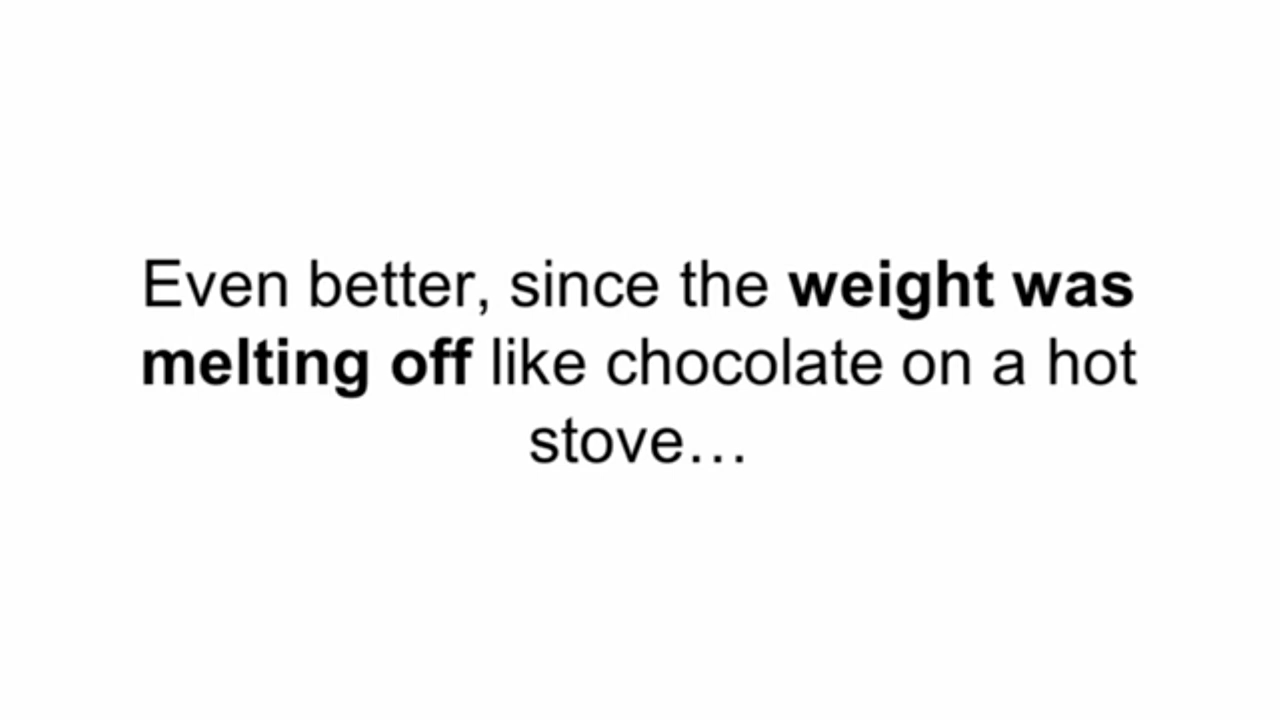 Even better, since the weight was
melting off like chocolate on a hot
stove…